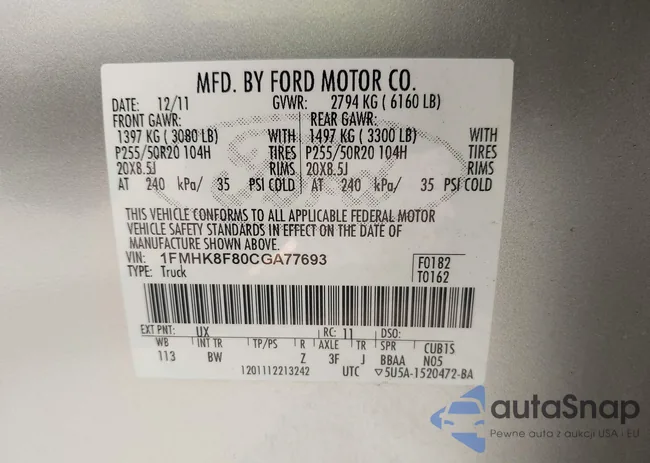 MFD. BY FORD MOTOR CO.
DATE: 12/11 GVWR: 2794 KG ( 6160 LB)
FRONT GAWR: REAR GAWR:
1397 KG ( 3080 LB) WITH 1497 KG ( 3300 LB) WITH
P255/50R20 104H TIRES P255/50R20 104H TIRES
20X8.5J RIMS 20X8.5J RIMS
AT 240 kPa/ 35 PSI COLD AT 240 kPa/ 35 PSI COLD
THIS VEHICLE CONFORMS TO ALL APPLICABLE FEDERAL MOTOR
VEHICLE SAFETY STANDARDS IN EFFECT ON THE DATE OF
MANUFACTURE SHOWN ABOVE.
VIN: 1FMHK8F80CGA77693 F0182
TYPE: Truck T0162
EXT PNT: UX RC: 11 DSO:
WB INT TR TP/PS R AXLE TR SPR CUBTS
113 BW Z 3F J BBAA N05
1201112213242 UTC ▽5U5A-1520472-BA
autoSnap
Pewne auto z aukcji USA - EU